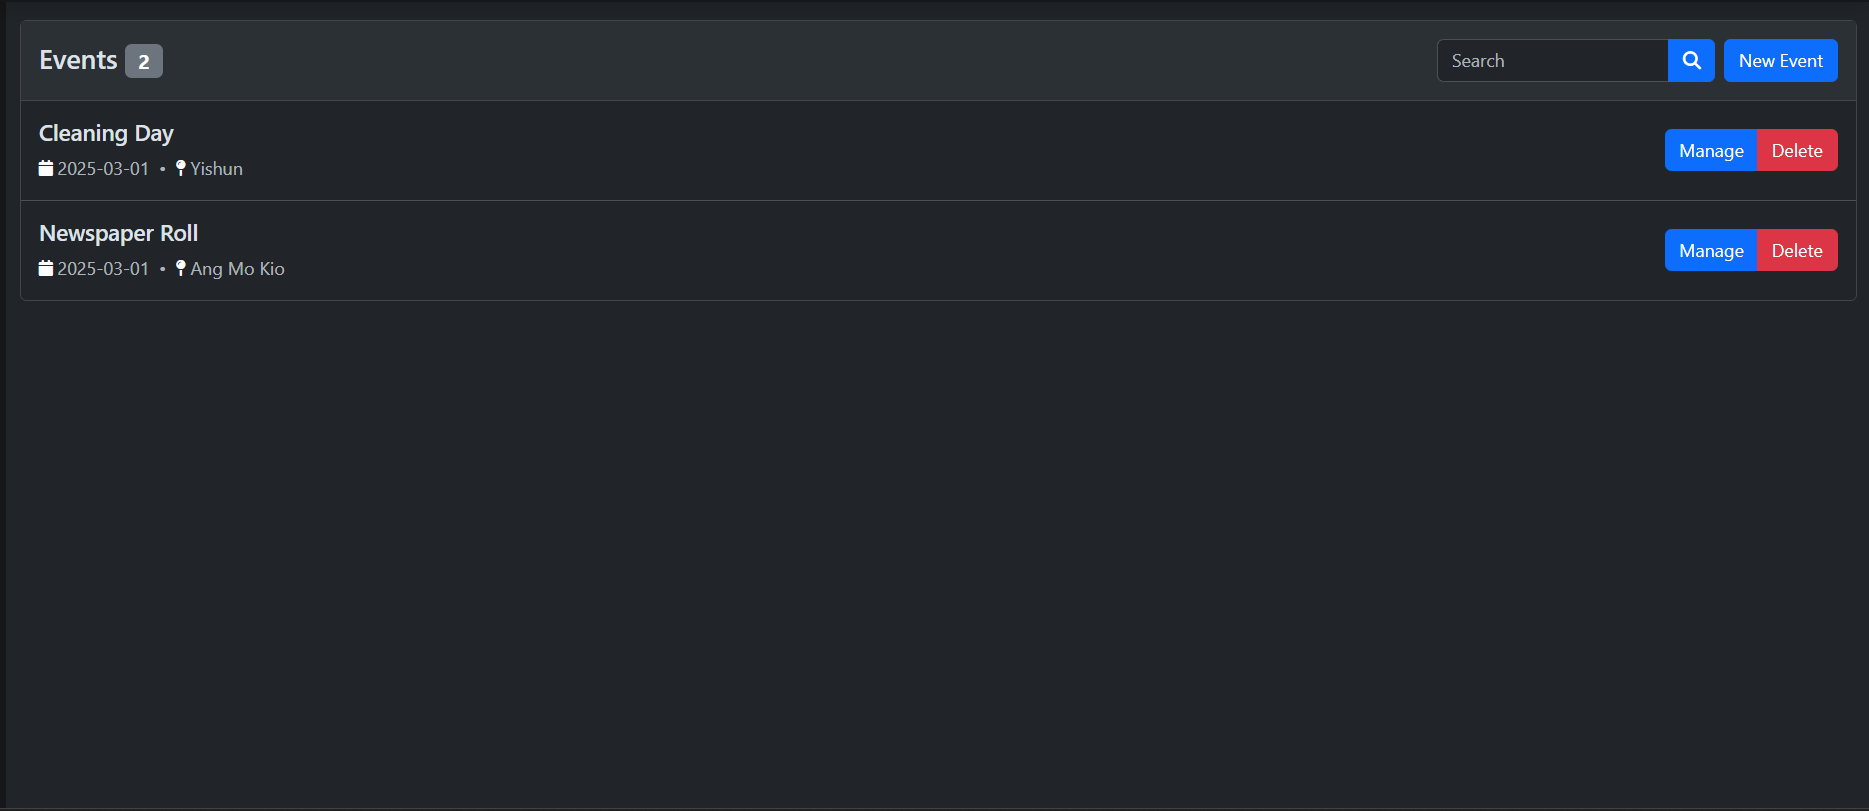 Events 2
Search
New Event
Cleaning Day
2025-03-01 • Yishun
Manage Delete
Newspaper Roll
2025-03-01 • Ang Mo Kio
Manage Delete